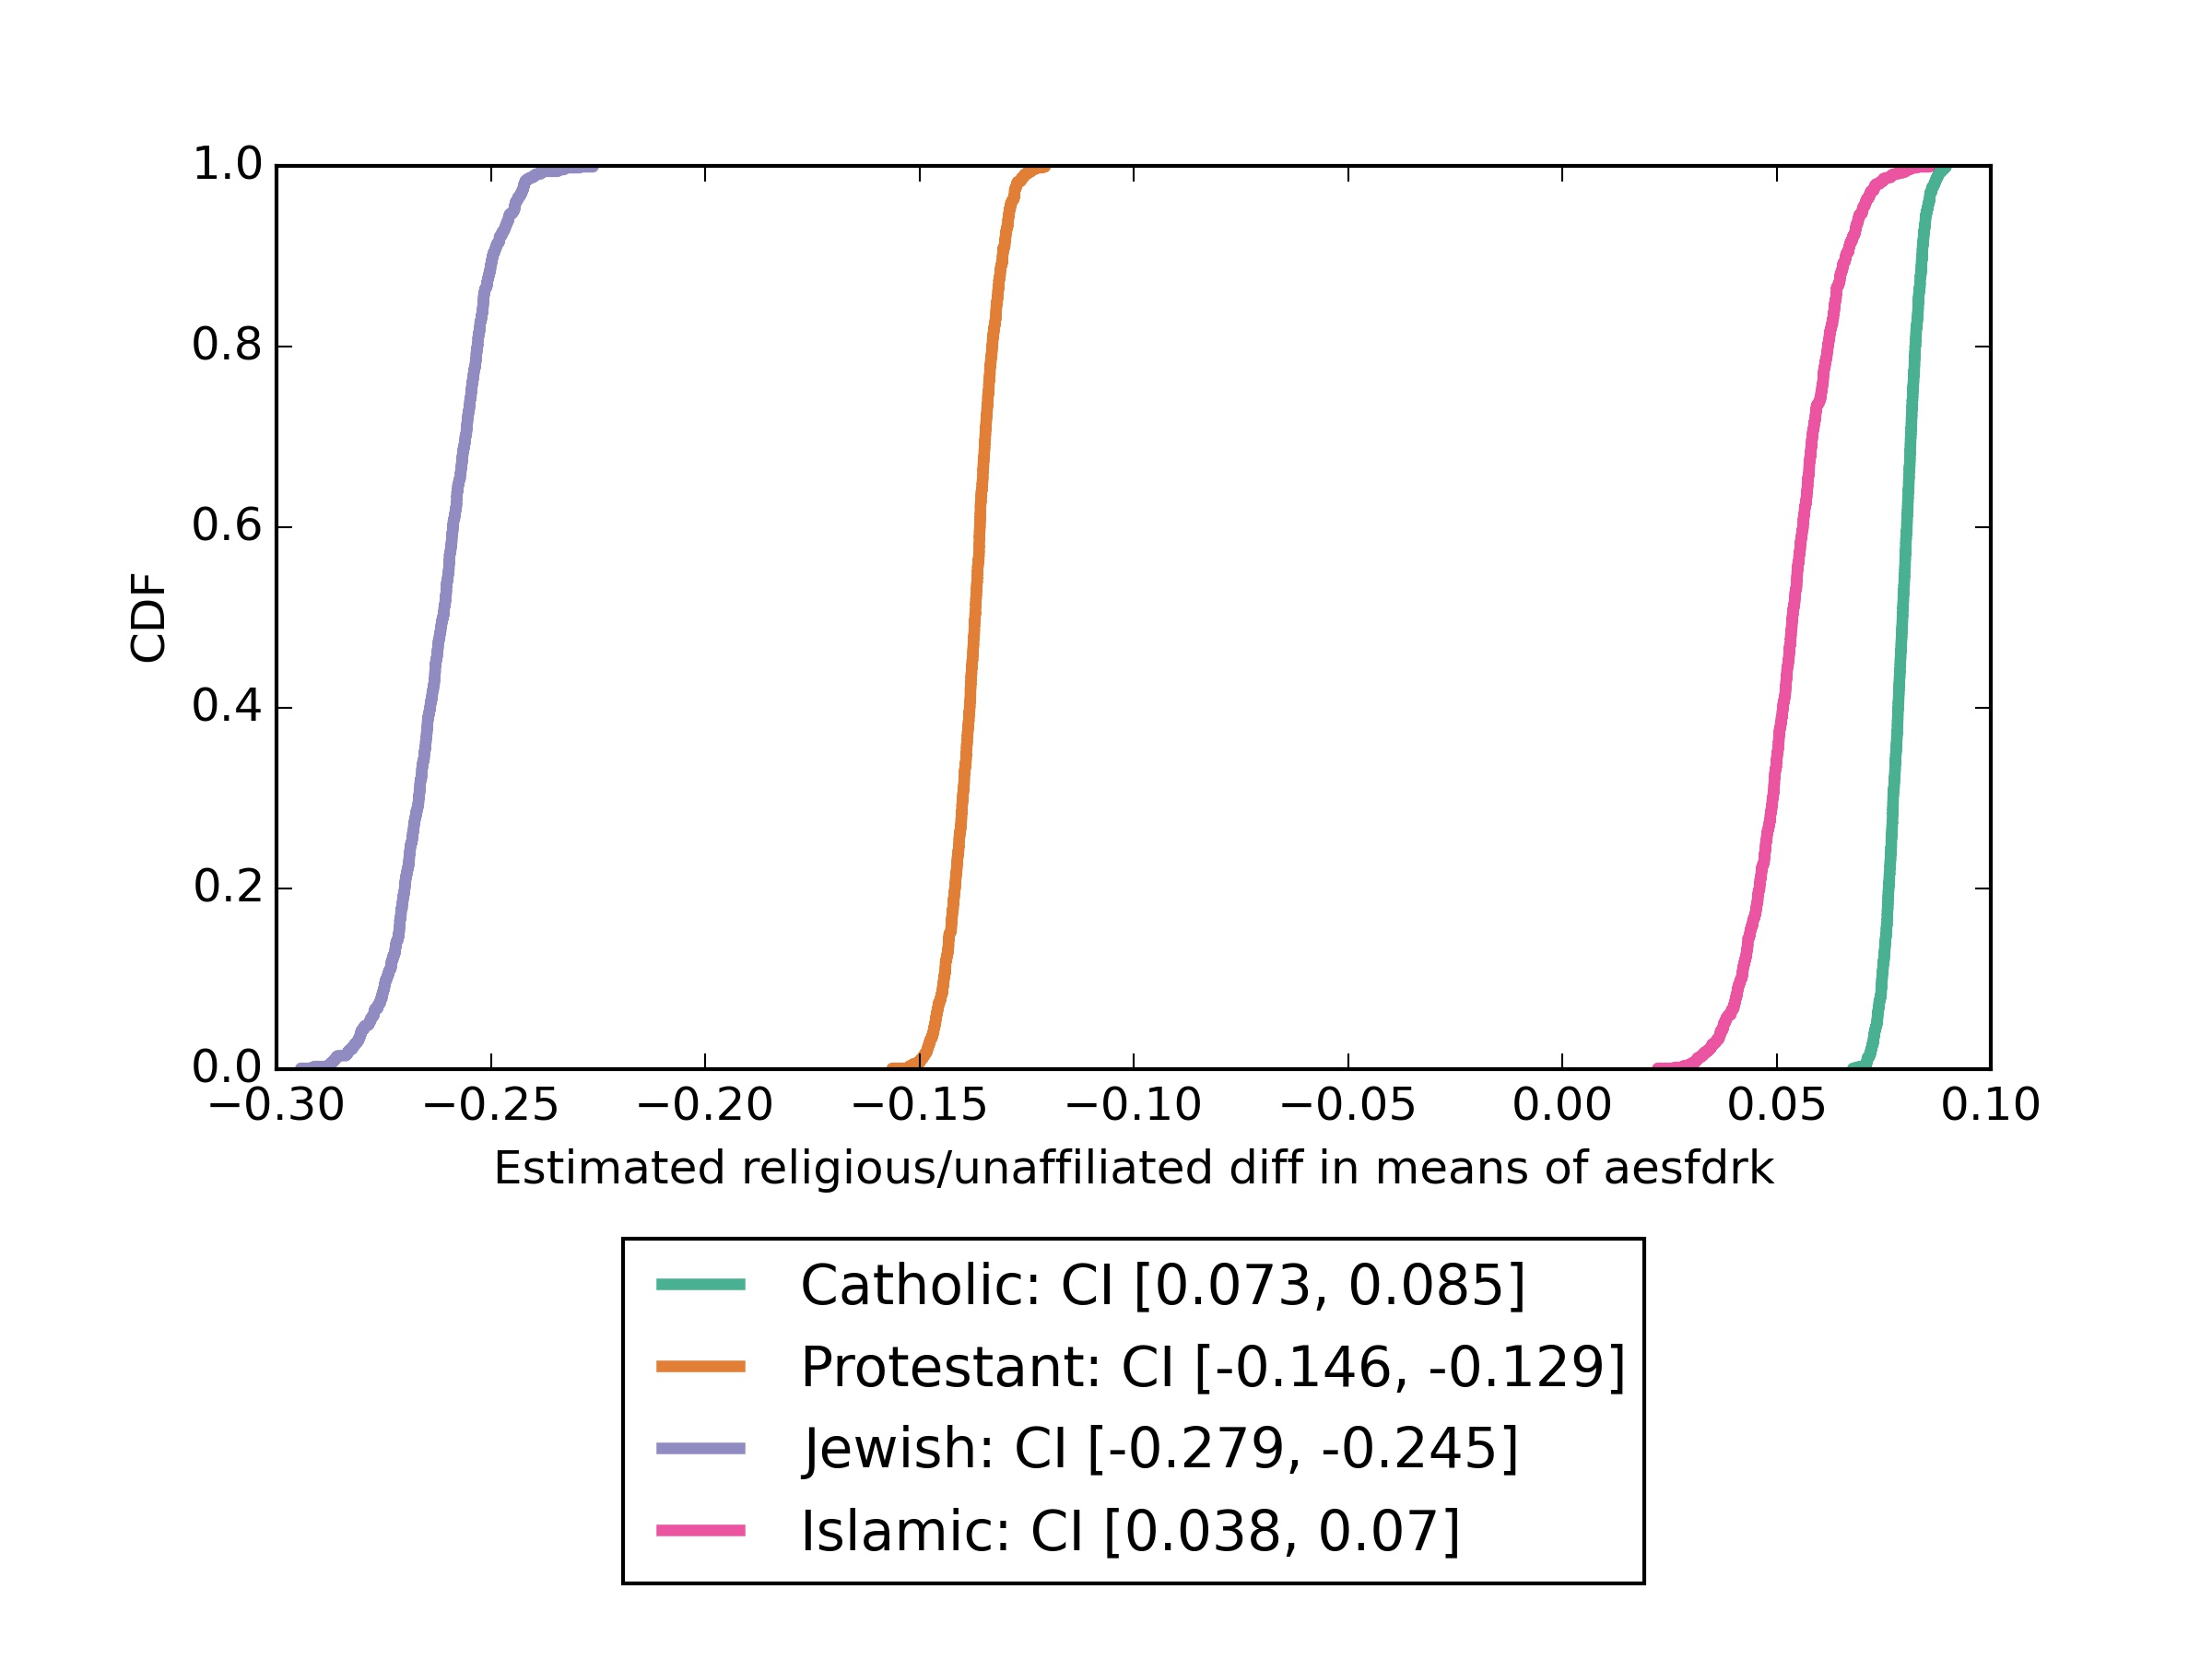 1.0
0.8
0.6
0.4
0.2
0.0
CDF
−0.30 −0.25 −0.20 −0.15 −0.10 −0.05 0.00 0.05 0.10
Estimated religious/unaffiliated diff in means of aesfdrk
Catholic: CI [0.073, 0.085]
Protestant: CI [-0.146, -0.129]
Jewish: CI [-0.279, -0.245]
Islamic: CI [0.038, 0.07]